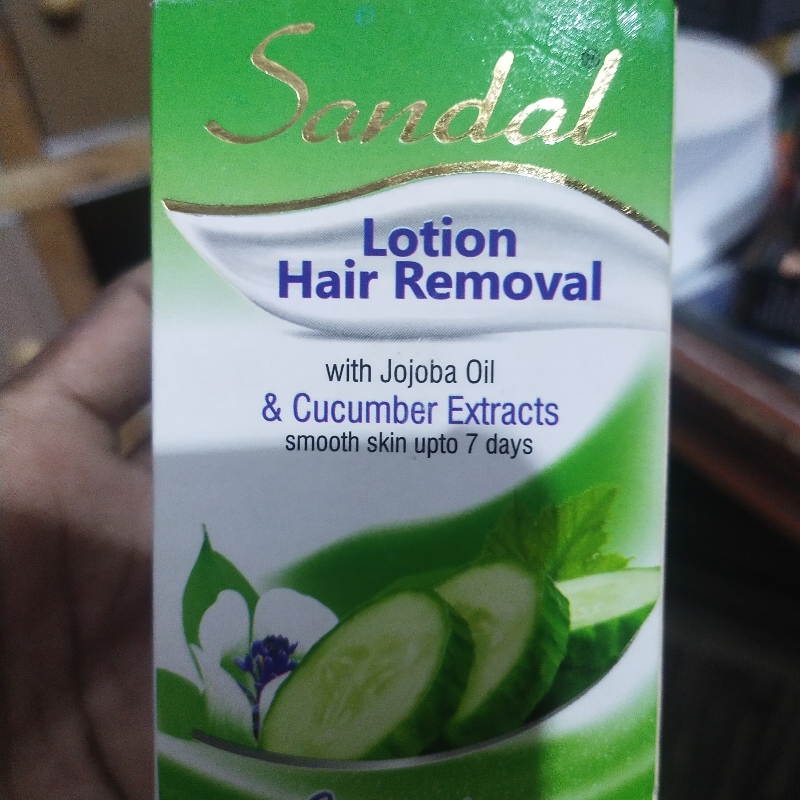 Sandal
Lotion
Hair Removal
with Jojoba Oil
& Cucumber Extracts
smooth skin upto 7 days